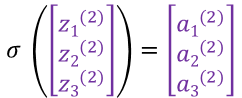 σ ([z₁⁽²⁾ z₂⁽²⁾ z₃⁽²⁾]) = [a₁⁽²⁾ a₂⁽²⁾ a₃⁽²⁾]